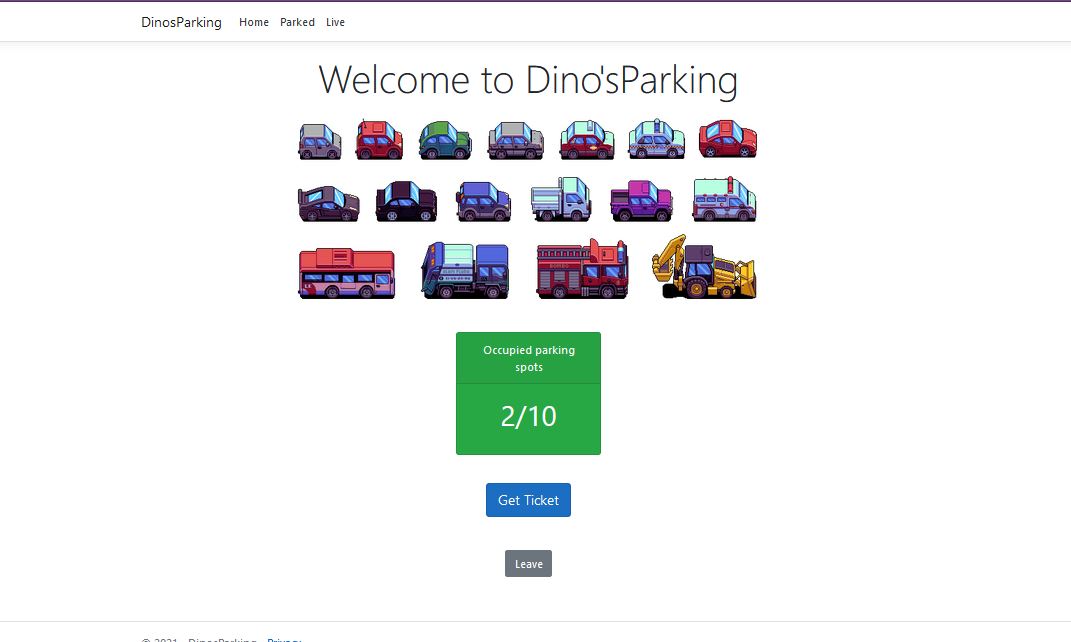 DinosParking Home Parked Live
Welcome to Dino'sParking
BOMBO
Occupied parking
spots
2/10
Get Ticket
Leave
© 2021 - DinosParking - Privacy